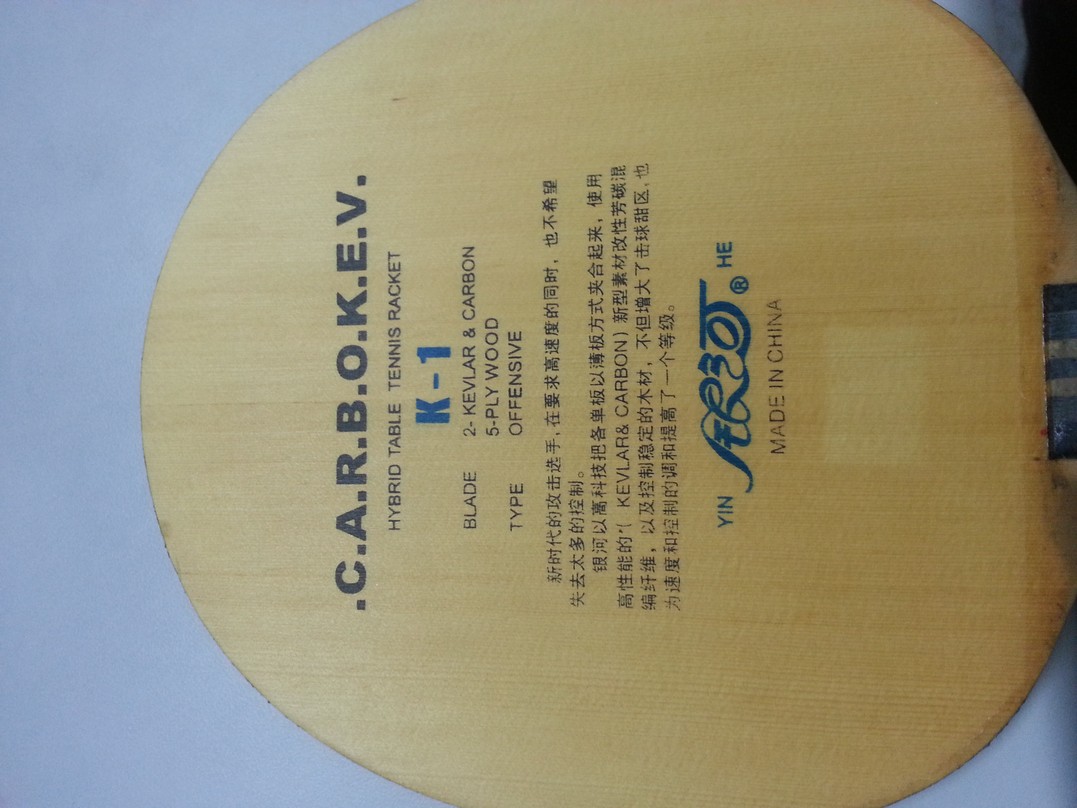 .C.A.R.B.O.K.E.V.
HYBRID TABLE TENNIS RACKET
K-1
BLADE 2- KEVLAR & CARBON
5-PLY WOOD
TYPE OFFENSIVE
新时代的攻击选手,在要求高速度的同时,也不希望
失去太多的控制。
银河以高科技把各单板以薄板方式夹合起来,使用
高性能的“( KEVLAR& CARBON) 新型素材改性芳碳混
编纤维,以及控制稳定的木材,不但增大了击球甜区,也
为速度和控制的调和提高了一个等级。
YIN ® HE
MADE IN CHINA